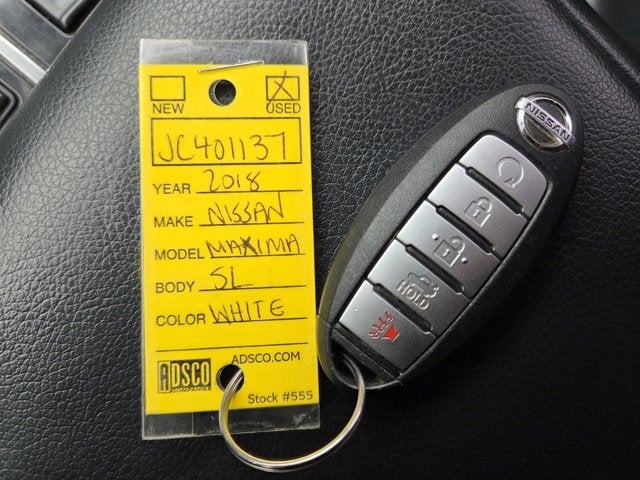 NEW USED
JC401137
YEAR 2018
MAKE NISSAN
MODEL MAXIMA
BODY SL
COLOR WHITE
ADSCO.COM
ADSCO
COMPANIES
Stock #555
NISSAN
HOLD